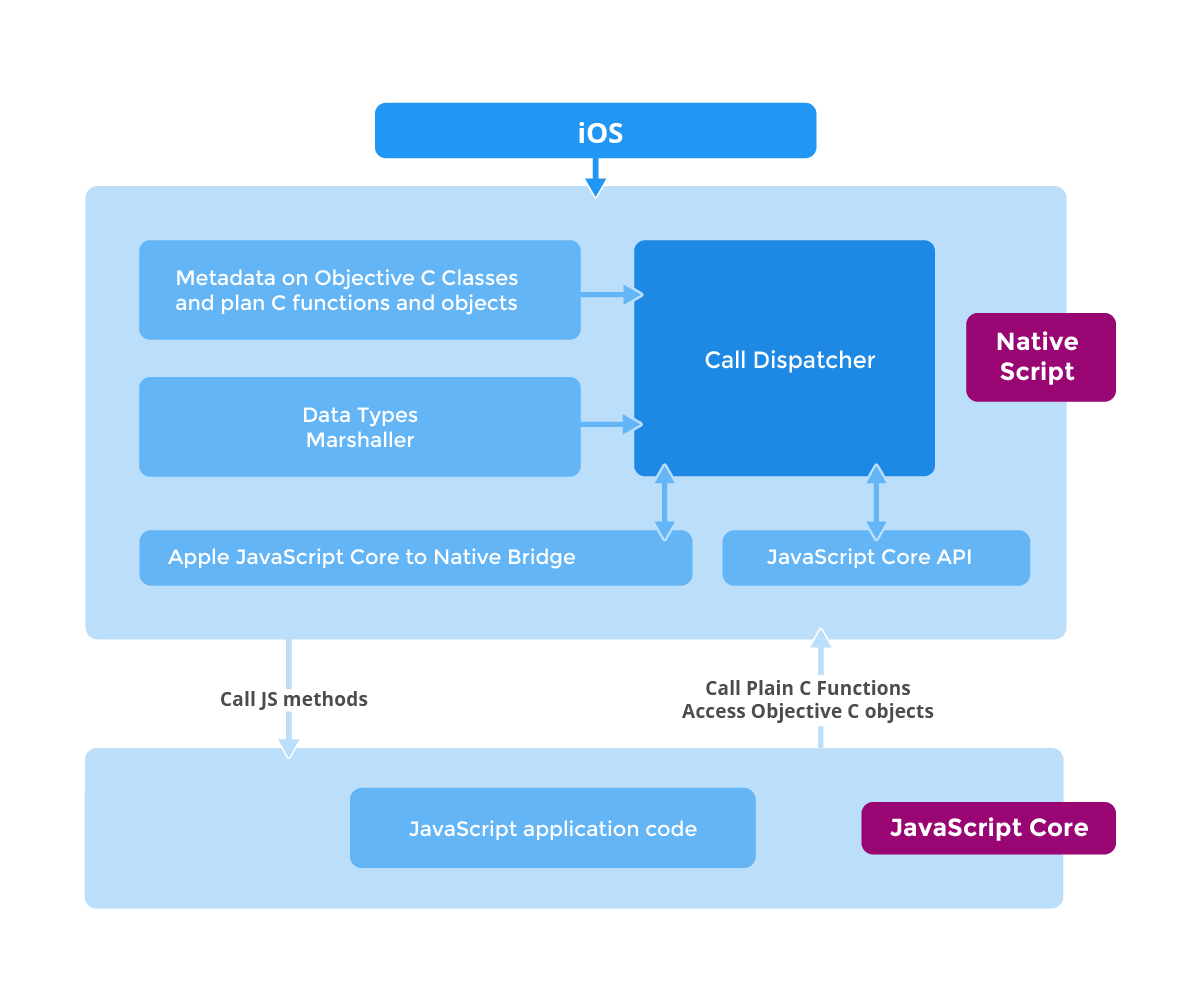 iOS
Metadata on Objective C Classes
and plan C functions and objects
Call Dispatcher
Native
Script
Data Types
Marshaller
Apple JavaScript Core to Native Bridge
JavaScript Core API
Call JS methods
Call Plain C Functions
Access Objective C objects
JavaScript application code
JavaScript Core